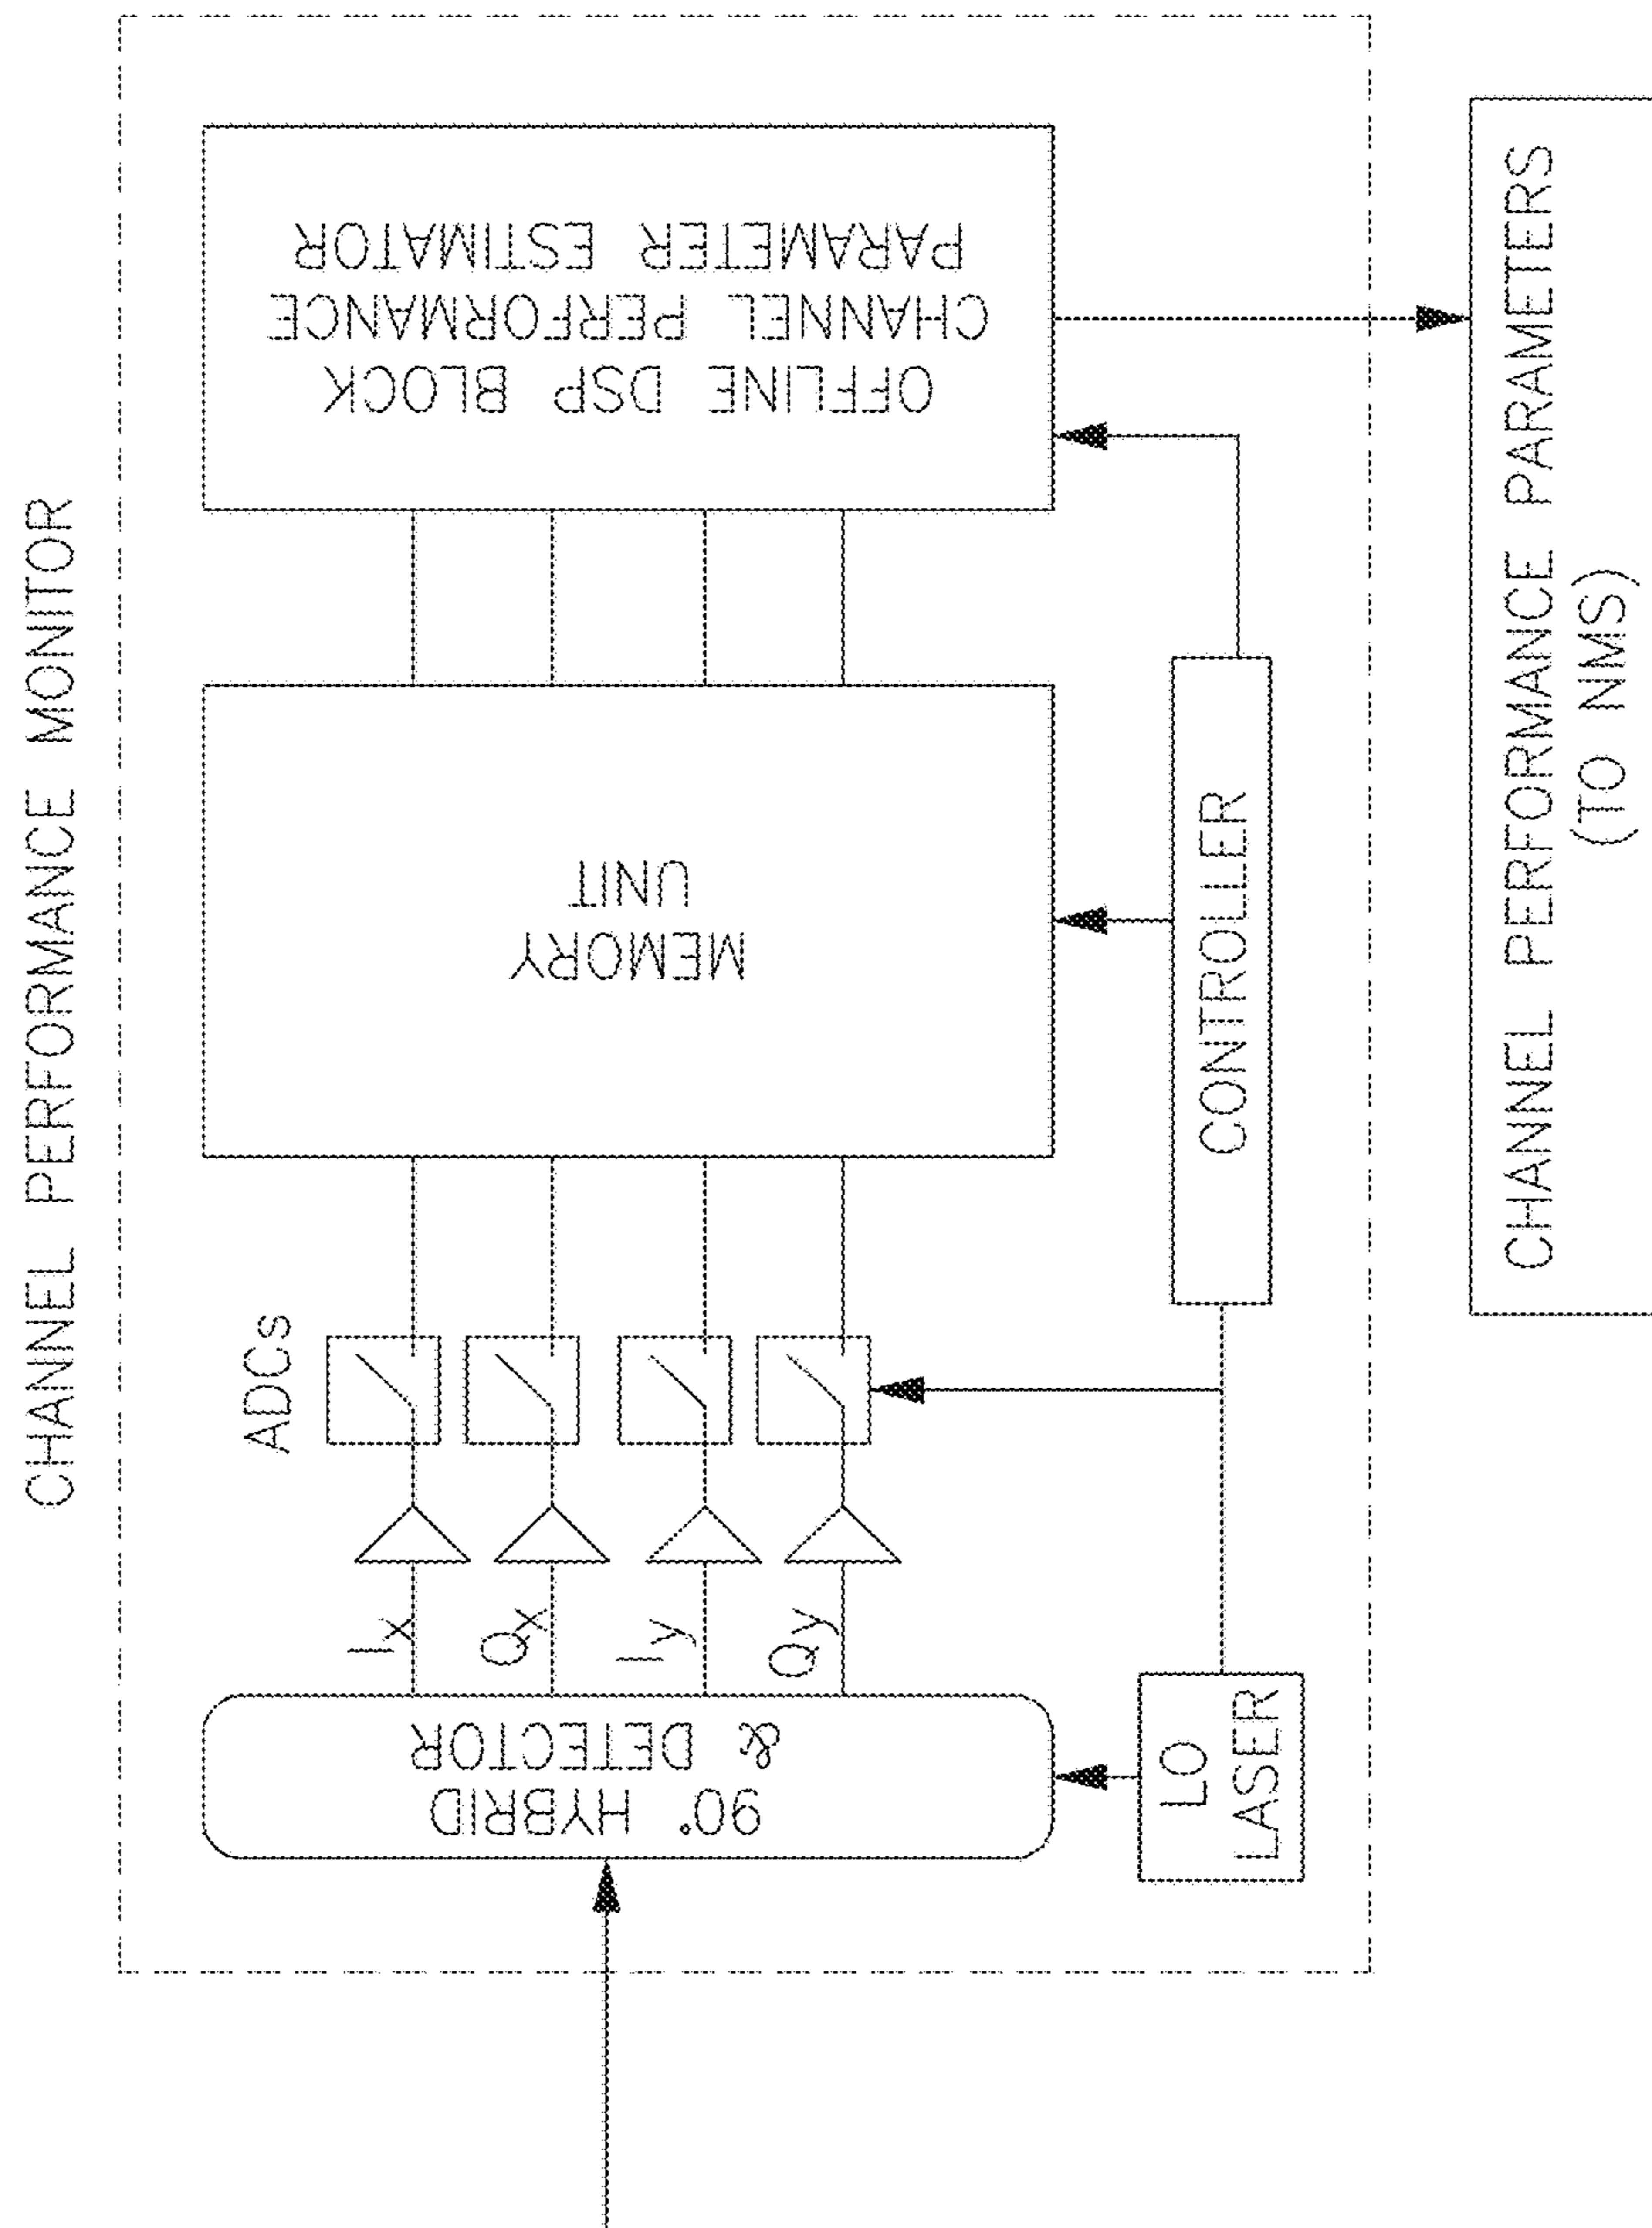 CHANNEL PERFORMANCE MONITOR
90° HYBRID
& DETECTOR
Ix
Qx
Iy
Qy
ADCs
MEMORY
UNIT
OFFLINE DSP BLOCK
CHANNEL PERFORMANCE
PARAMETER ESTIMATOR
LO
LASER
CONTROLLER
CHANNEL PERFORMANCE PARAMETERS
(TO NMS)